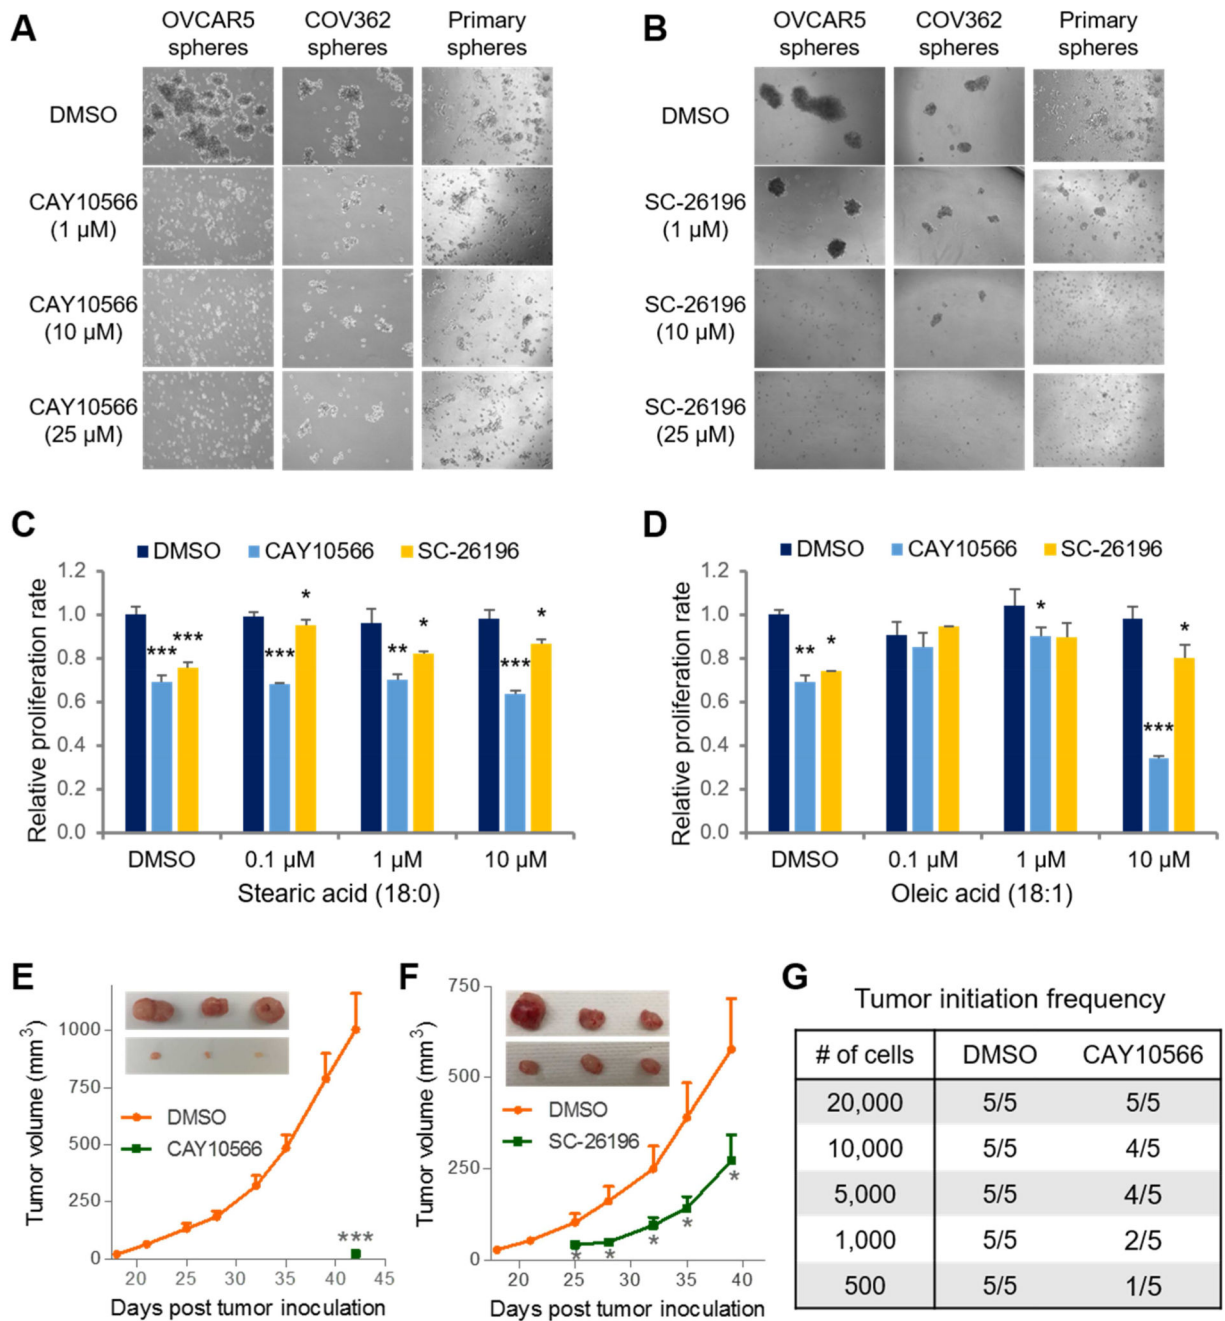 A
OVCAR5 COV362 Primary
spheres spheres spheres
DMSO
CAY10566
(1 µM)
CAY10566
(10 µM)
CAY10566
(25 µM)
B
OVCAR5 COV362 Primary
spheres spheres spheres
DMSO
SC-26196
(1 µM)
SC-26196
(10 µM)
SC-26196
(25 µM)
C
DMSO CAY10566 SC-26196
Relative proliferation rate
1.2
1.0
0.8
0.6
0.4
0.2
0.0
*** ***
*** *
** *
*** *
DMSO 0.1 µM 1 µM 10 µM
Stearic acid (18:0)
D
DMSO CAY10566 SC-26196
Relative proliferation rate
1.2
1.0
0.8
0.6
0.4
0.2
0.0
** *
*
*** *
DMSO 0.1 µM 1 µM 10 µM
Oleic acid (18:1)
E
Tumor volume (mm³)
1000
750
500
250
0
DMSO
CAY10566
***
20 25 30 35 40 45
Days post tumor inoculation
F
Tumor volume (mm³)
750
500
250
0
DMSO
SC-26196
* * * * *
20 25 30 35 40
Days post tumor inoculation
G
Tumor initiation frequency
# of cells DMSO CAY10566
20,000 5/5 5/5
10,000 5/5 4/5
5,000 5/5 4/5
1,000 5/5 2/5
500 5/5 1/5